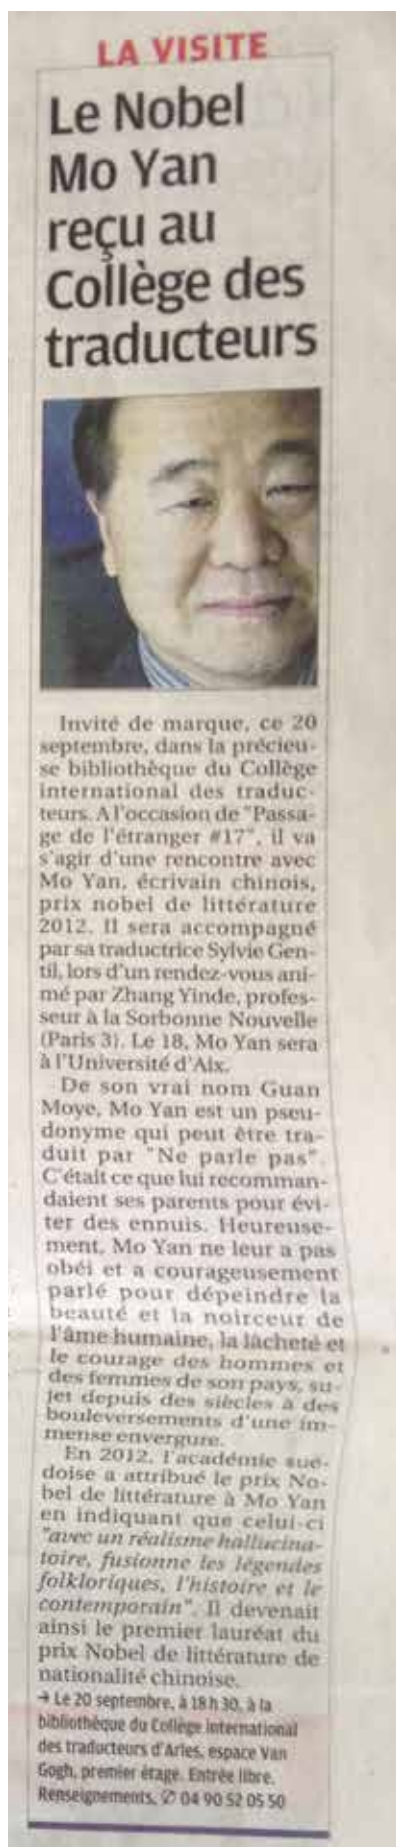 LA VISITE
Le Nobel
Mo Yan
reçu au
Collège des
traducteurs
Invité de marque, ce 20
septembre, dans la précieu-
se bibliothèque du Collège
international des traduc-
teurs. A l'occasion de "Passa-
ge de l'étranger #17", il va
s'agir d'une rencontre avec
Mo Yan, écrivain chinois,
prix nobel de littérature
2012. Il sera accompagné
par sa traductrice Sylvie Gen-
til, lors d'un rendez-vous ani-
mé par Zhang Yinde, profes-
seur à la Sorbonne Nouvelle
(Paris 3). Le 18, Mo Yan sera
à l'Université d'Aix.
De son vrai nom Guan
Moye, Mo Yan est un pseu-
donyme qui peut être tra-
duit par "Ne parle pas".
C'était ce que lui recomman-
daient ses parents pour évi-
ter des ennuis. Heureuse-
ment, Mo Yan ne leur a pas
obéi et a courageusement
parlé pour dépeindre la
beauté et la noirceur de
l'âme humaine, la lâcheté et
le courage des hommes et
des femmes de son pays, su-
jet depuis des siècles à des
bouleversements d'une im-
mense envergure.
En 2012, l'académie sué-
doise a attribué le prix No-
bel de littérature à Mo Yan
en indiquant que celui-ci
"avec un réalisme hallucina-
toire, fusionne les légendes
folkloriques, l'histoire et le
contemporain". Il devenait
ainsi le premier lauréat du
prix Nobel de littérature de
nationalité chinoise.
→ Le 20 septembre, à 18 h 30, à la
bibliothèque du Collège international
des traducteurs d'Arles, espace Van
Gogh, premier étage. Entrée libre.
Renseignements, ✆ 04 90 52 05 50